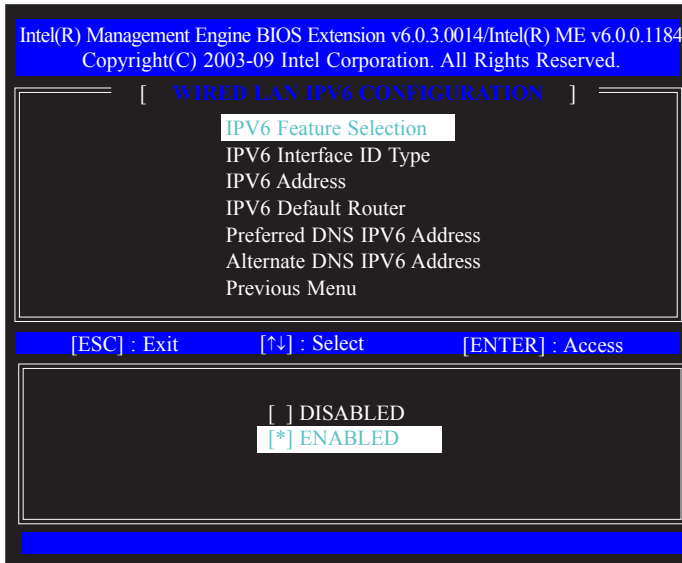 Intel(R) Management Engine BIOS Extension v6.0.3.0014/Intel(R) ME v6.0.0.1184
Copyright(C) 2003-09 Intel Corporation. All Rights Reserved.
[ WIRED LAN IPV6 CONFIGURATION ]
IPV6 Feature Selection
IPV6 Interface ID Type
IPV6 Address
IPV6 Default Router
Preferred DNS IPV6 Address
Alternate DNS IPV6 Address
Previous Menu
[ESC] : Exit [↑↓] : Select [ENTER] : Access
[ ] DISABLED
[*] ENABLED